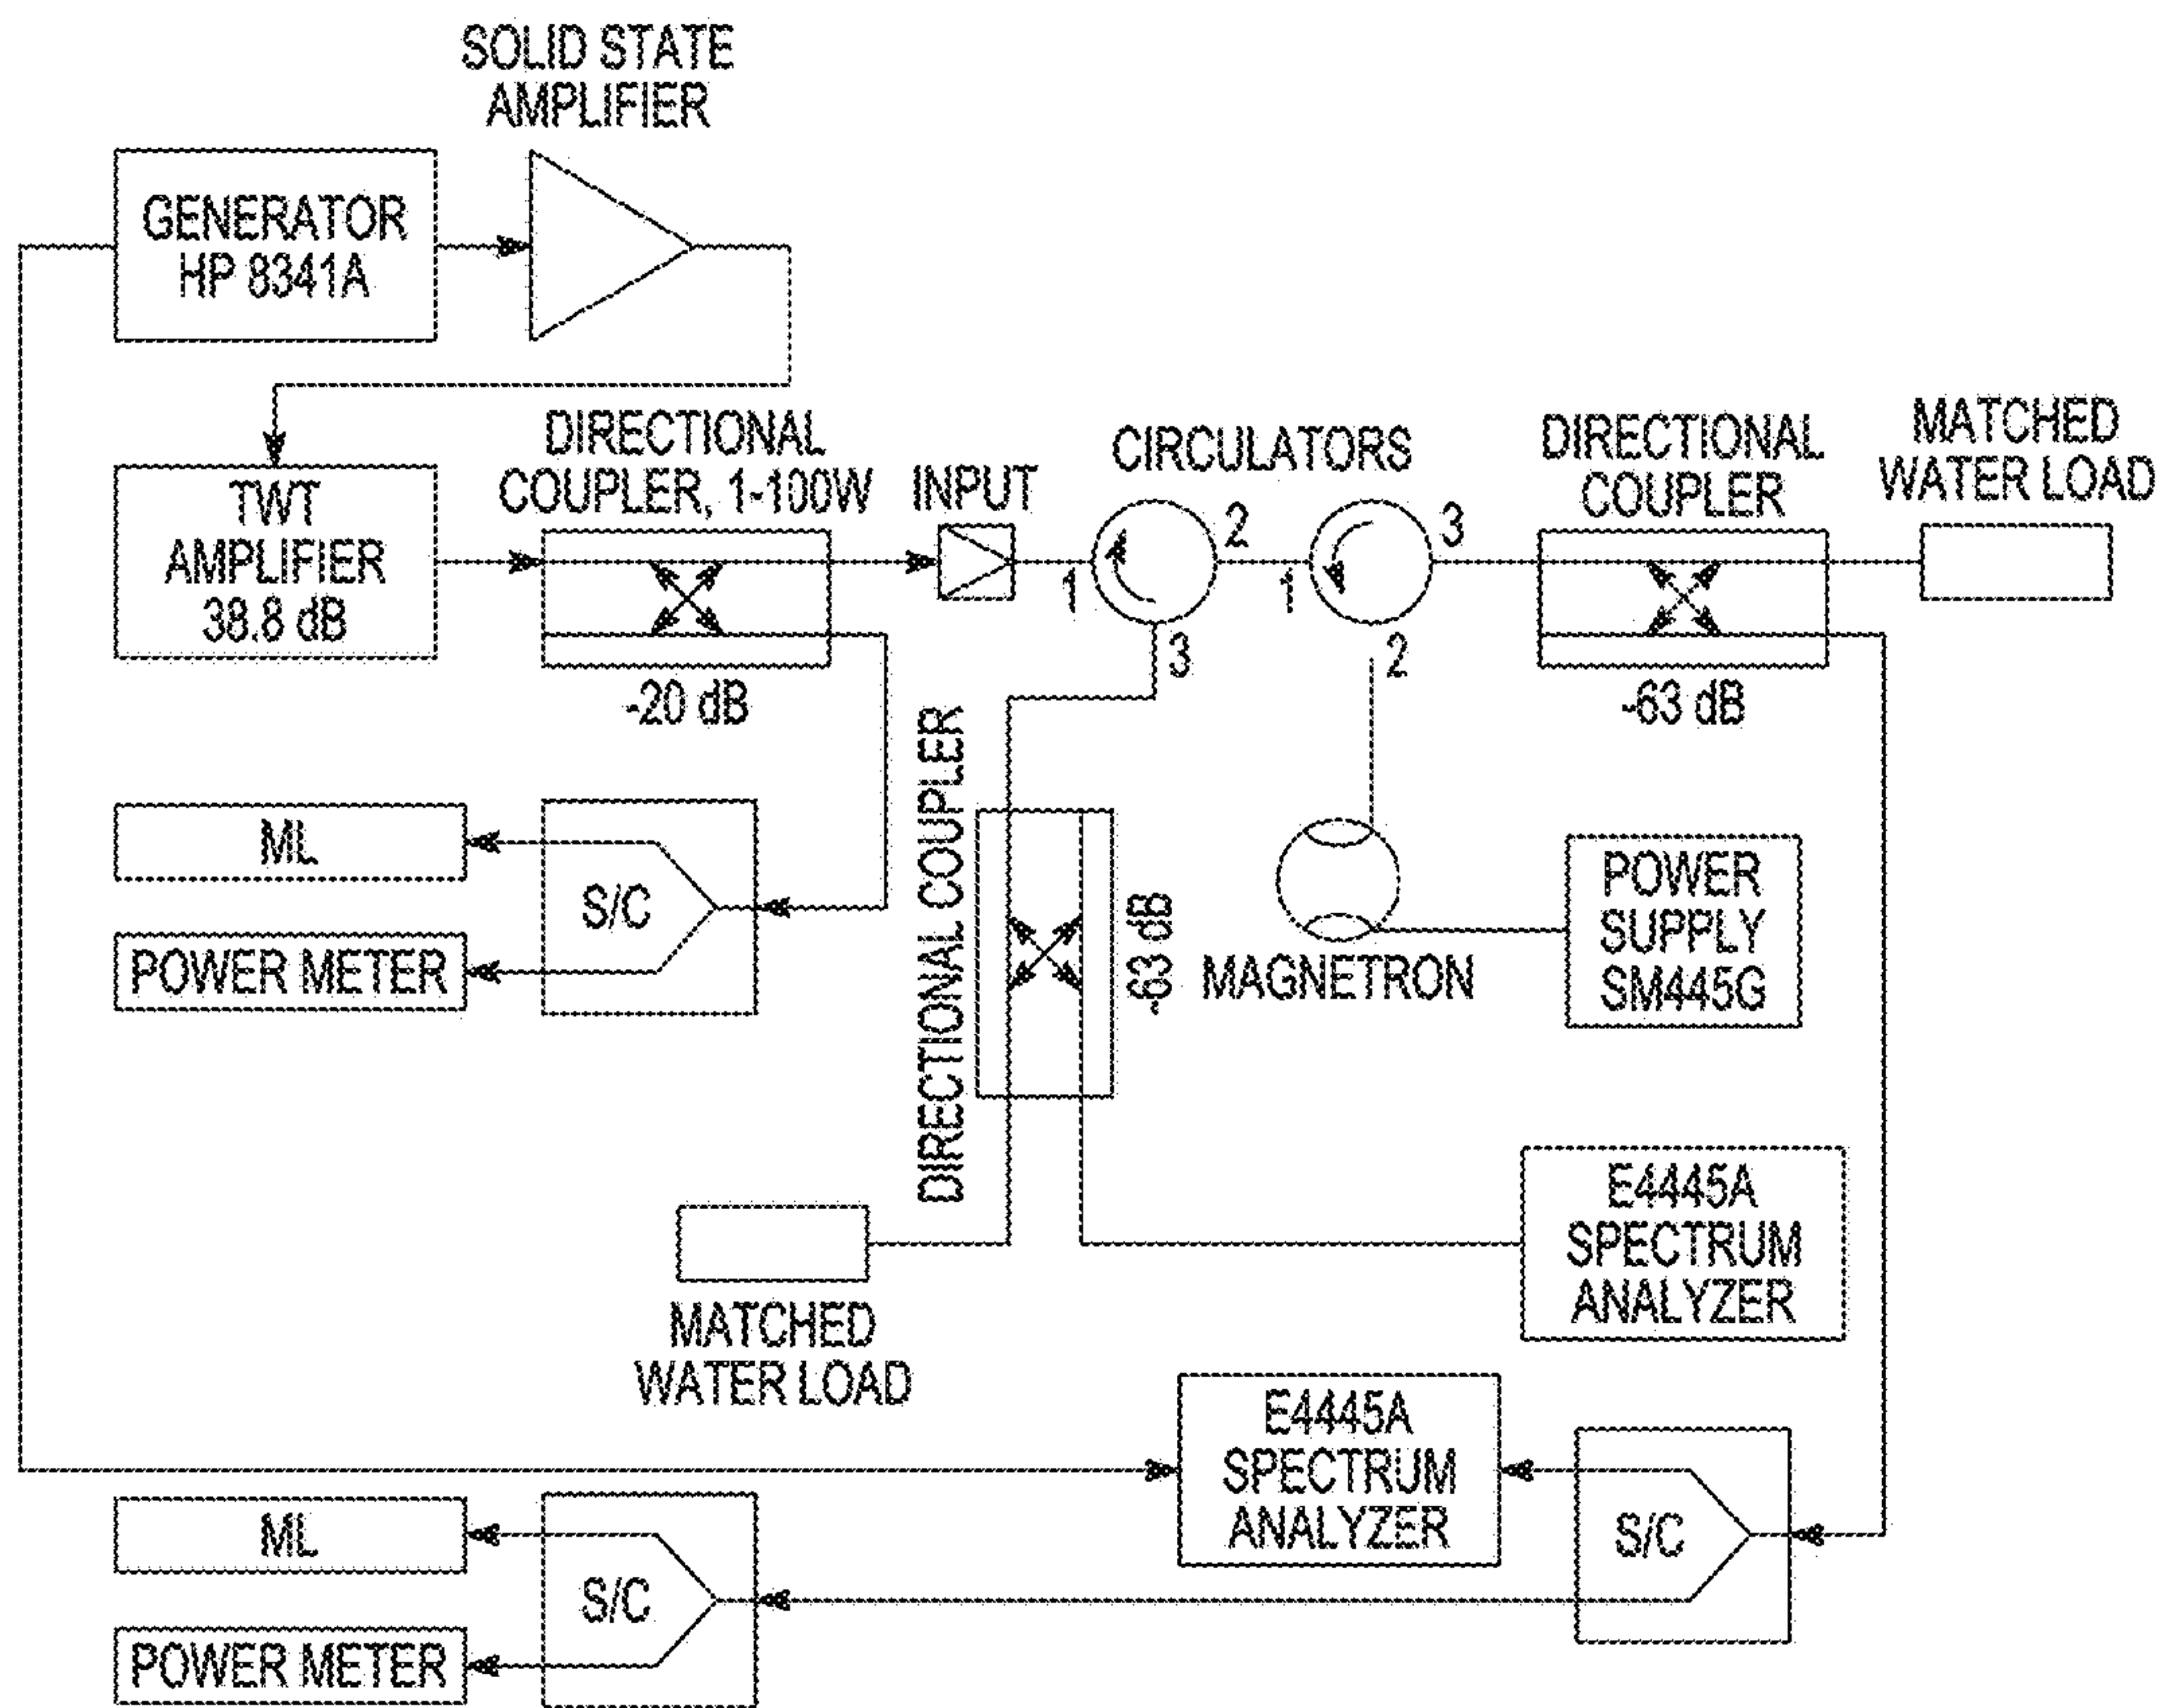 SOLID STATE
AMPLIFIER
GENERATOR
HP 8341A
TWT
AMPLIFIER
38.8 dB
DIRECTIONAL
COUPLER, 1-100W
-20 dB
INPUT
CIRCULATORS
1
2
3
1
3
2
DIRECTIONAL
COUPLER
-63 dB
MATCHED
WATER LOAD
ML
POWER METER
S/C
DIRECTIONAL COUPLER
-63 dB
MAGNETRON
POWER
SUPPLY
SM445G
MATCHED
WATER LOAD
E4445A
SPECTRUM
ANALYZER
E4445A
SPECTRUM
ANALYZER
S/C
ML
POWER METER
S/C